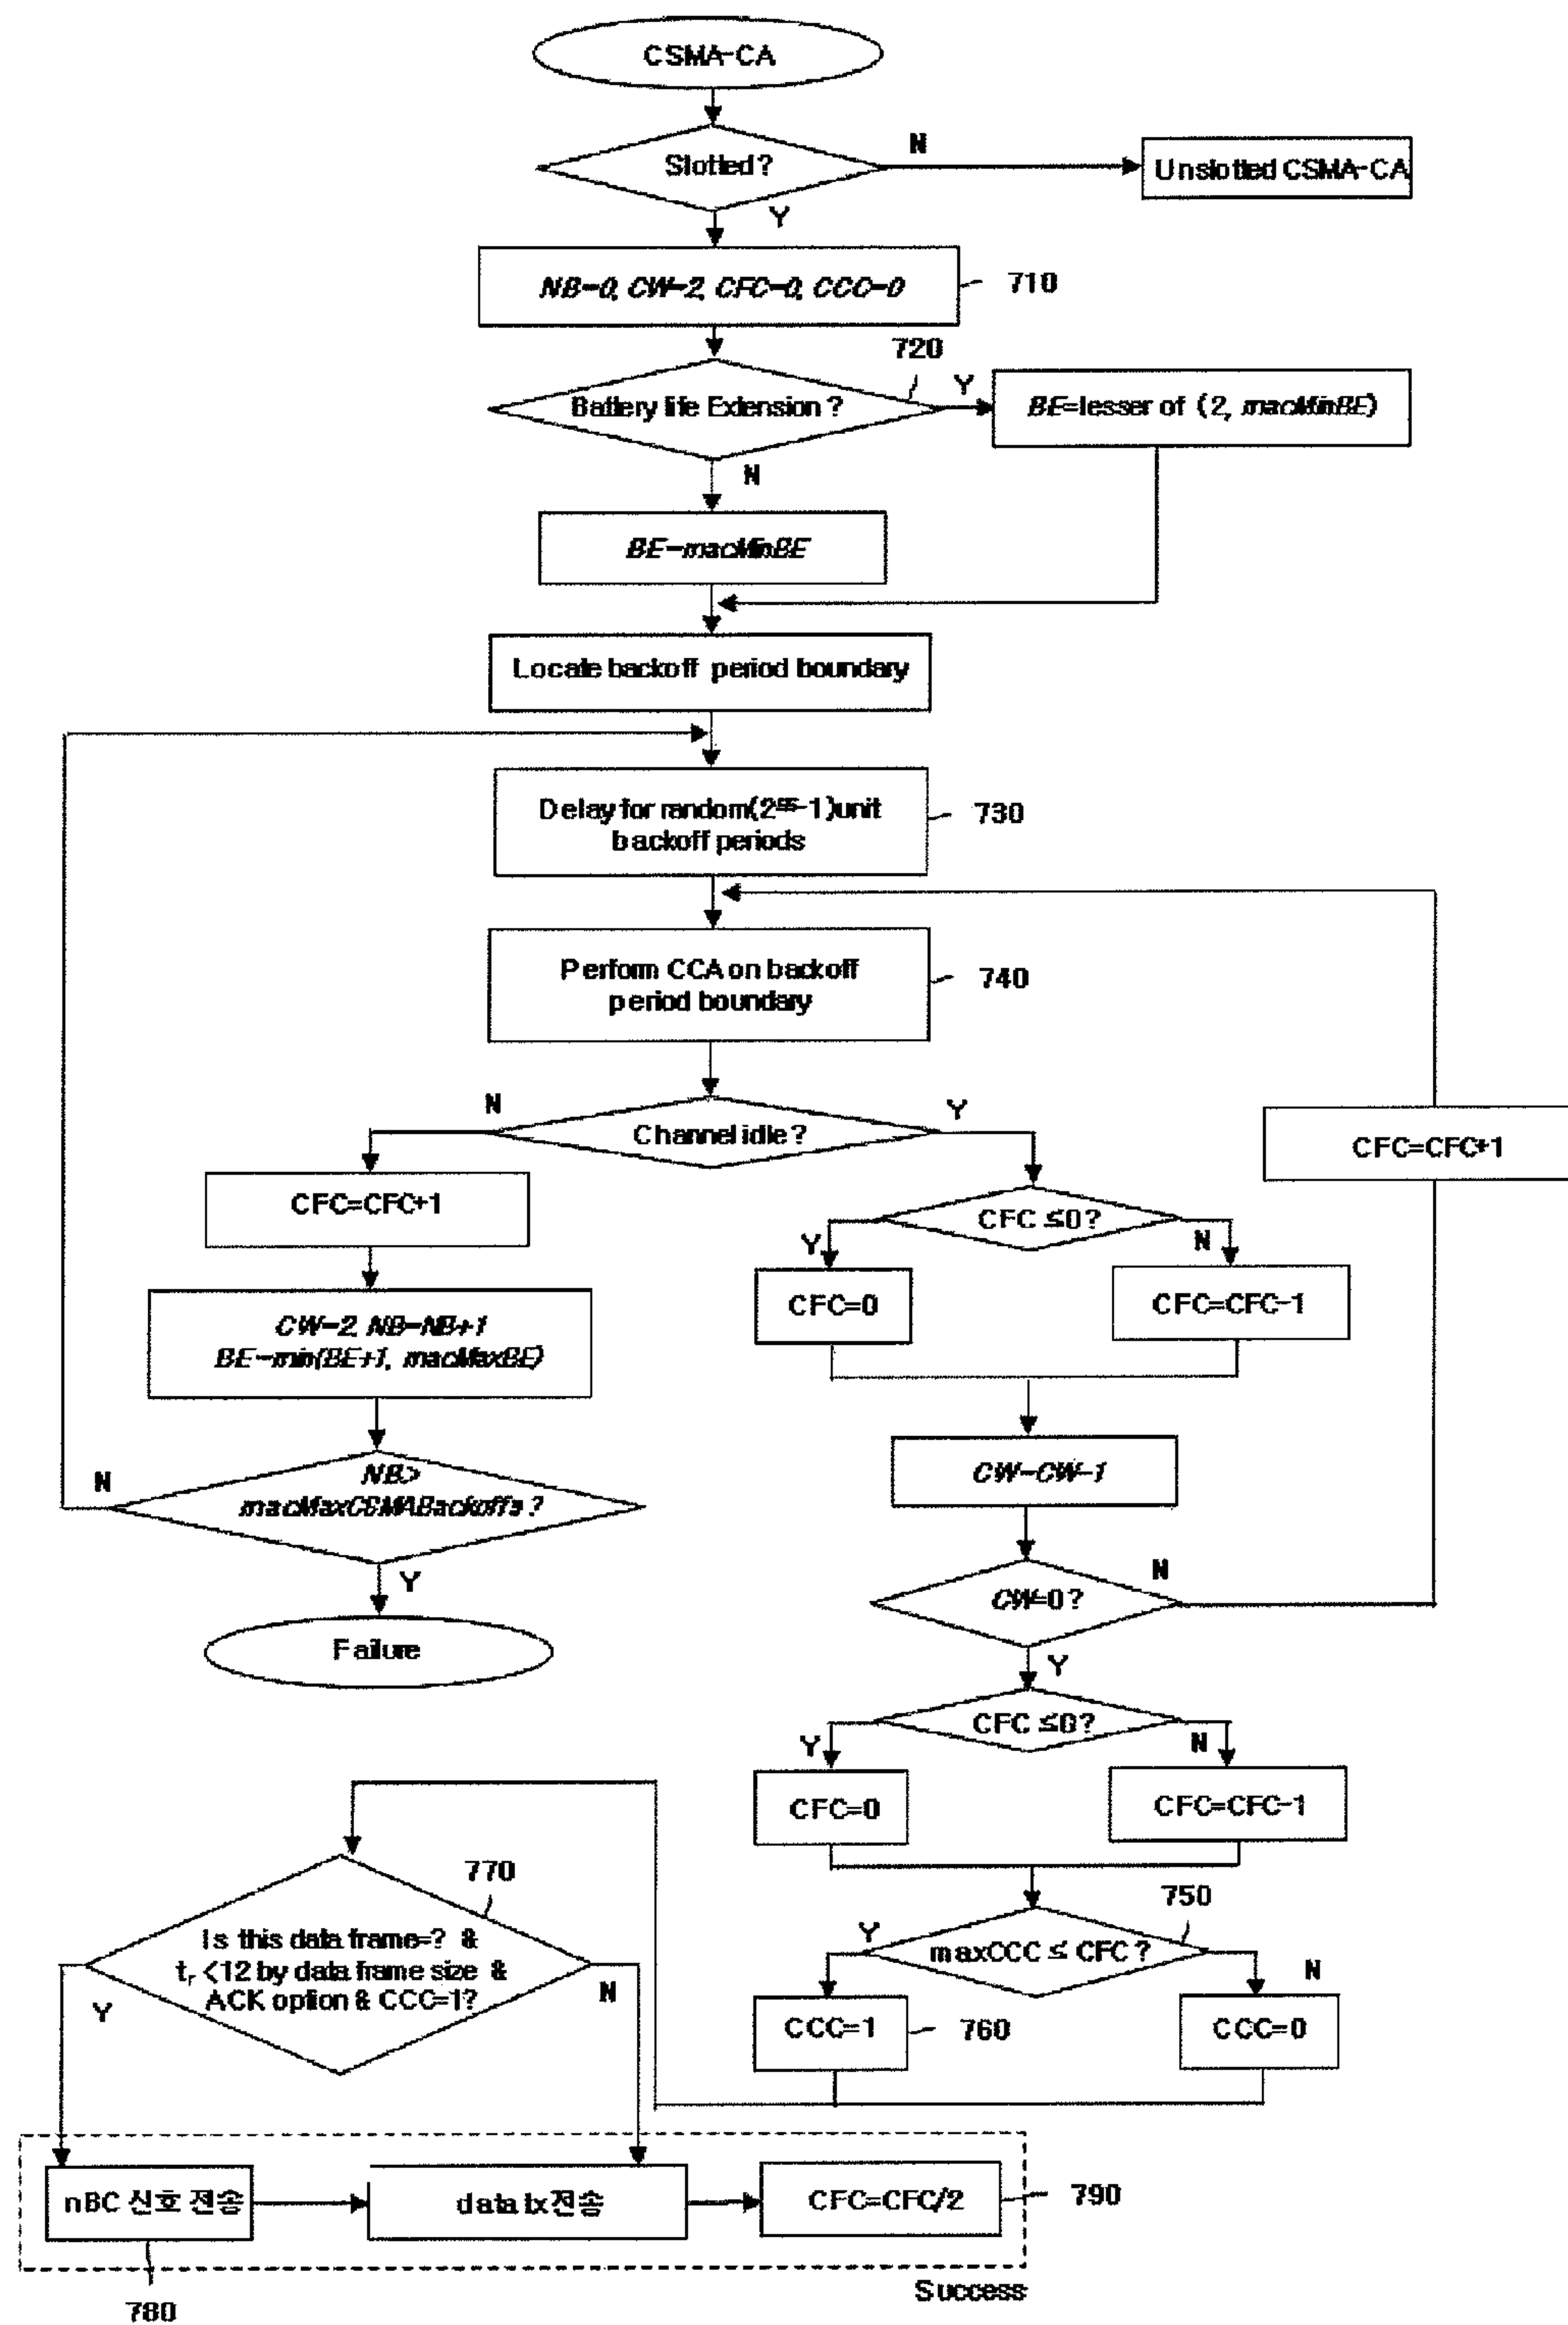 CSMA-CA
Slotted?
N
Unslotted CSMA-CA
Y
NB=0, CW=2, CFC=0, CCC=0
710
720
Battery life Extension?
Y
BE=lesser of (2, macMinBE)
N
BE=macMinBE
Locate backoff period boundary
Delay for random(2^BE-1)unit
backoff periods
730
Perform CCA on backoff
period boundary
740
N
Channel idle?
Y
CFC=CFC+1
CFC=CFC+1
CFC ≤0?
Y
N
CFC=0
CFC=CFC-1
CW=2, NB=NB+1
BE=min(BE+1, macMaxBE)
CW=CW-1
N
NB>
macMaxCSMABackoffs?
Y
Failure
CW=0?
N
Y
CFC ≤0?
Y
N
CFC=0
CFC=CFC-1
770
750
Is this data frame=? &
tr <12 by data frame size &
ACK option & CCC=1?
Y
N
Y
maxCCC ≤ CFC?
N
CCC=1
760
CCC=0
nBC 신호 전송
data tx전송
CFC=CFC/2
790
Success
780